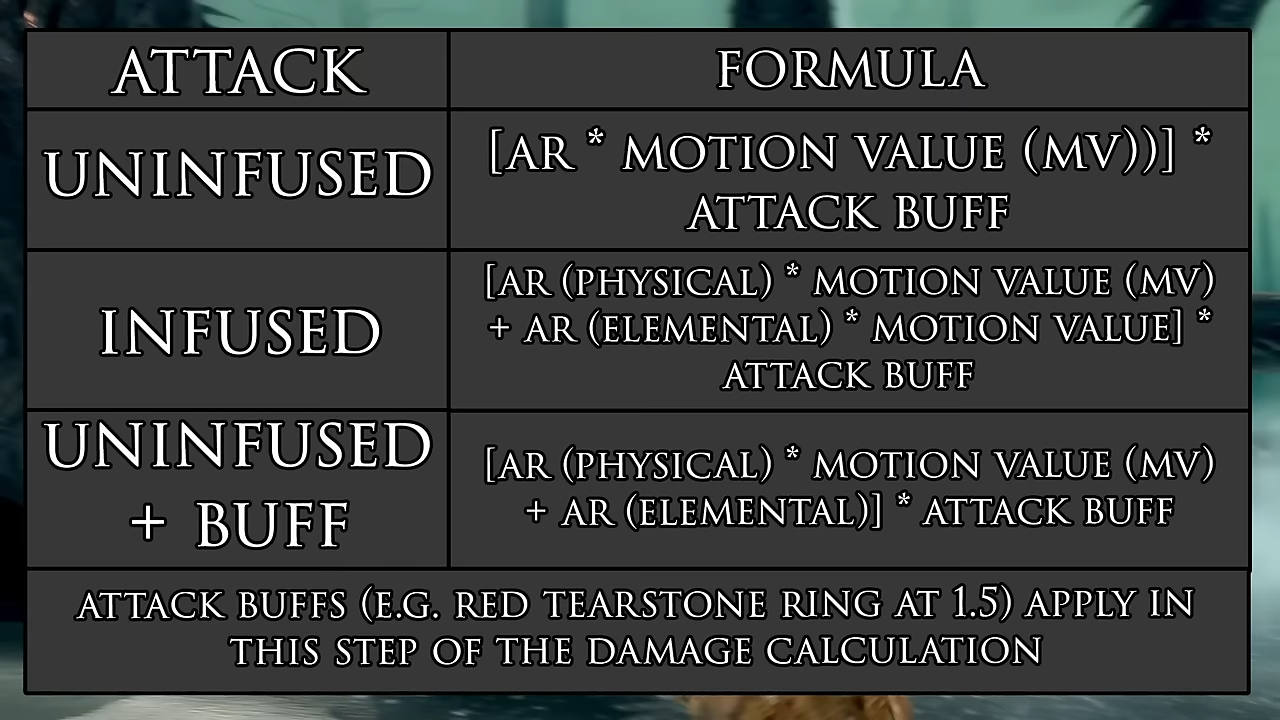 ATTACK
FORMULA
UNINFUSED
[AR * MOTION VALUE (MV))] *
ATTACK BUFF
INFUSED
[AR (PHYSICAL) * MOTION VALUE (MV)
+ AR (ELEMENTAL) * MOTION VALUE] *
ATTACK BUFF
UNINFUSED
+ BUFF
[AR (PHYSICAL) * MOTION VALUE (MV)
+ AR (ELEMENTAL)] * ATTACK BUFF
ATTACK BUFFS (E.G. RED TEARSTONE RING AT 1.5) APPLY IN
THIS STEP OF THE DAMAGE CALCULATION